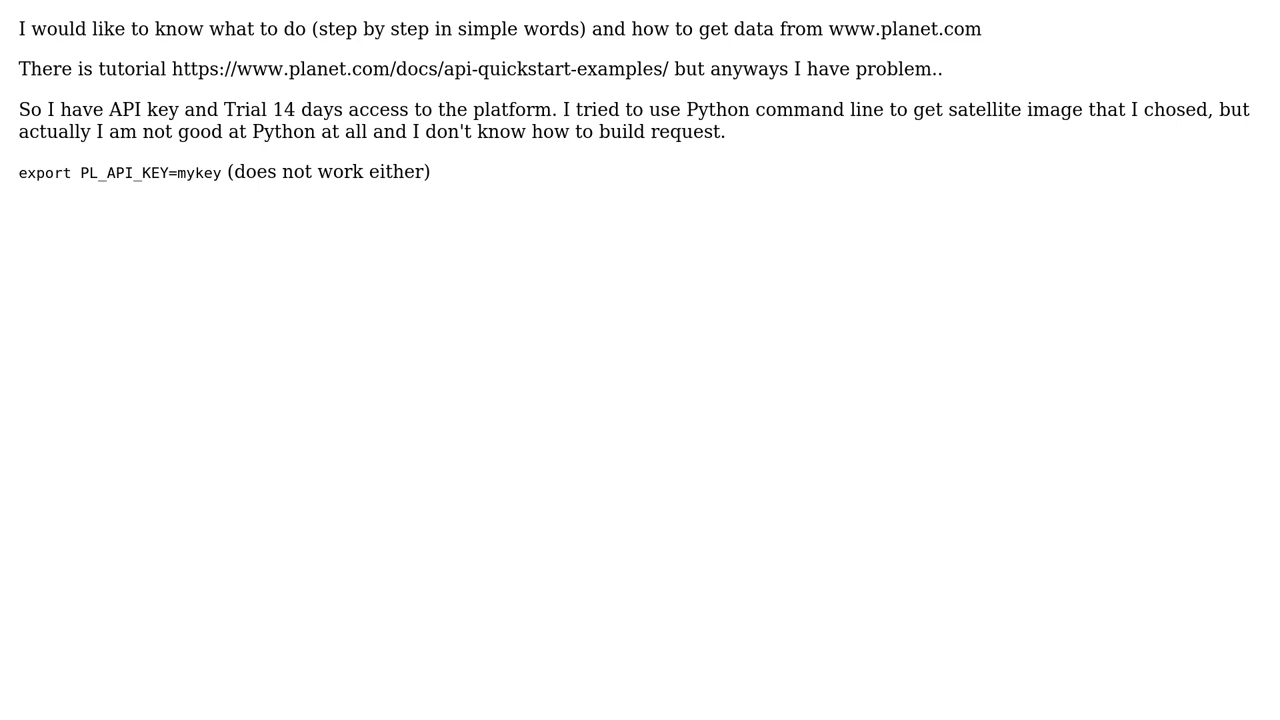 I would like to know what to do (step by step in simple words) and how to get data from www.planet.com
There is tutorial https://www.planet.com/docs/api-quickstart-examples/ but anyways I have problem..
So I have API key and Trial 14 days access to the platform. I tried to use Python command line to get satellite image that I chosed, but
actually I am not good at Python at all and I don't know how to build request.
export PL_API_KEY=mykey (does not work either)